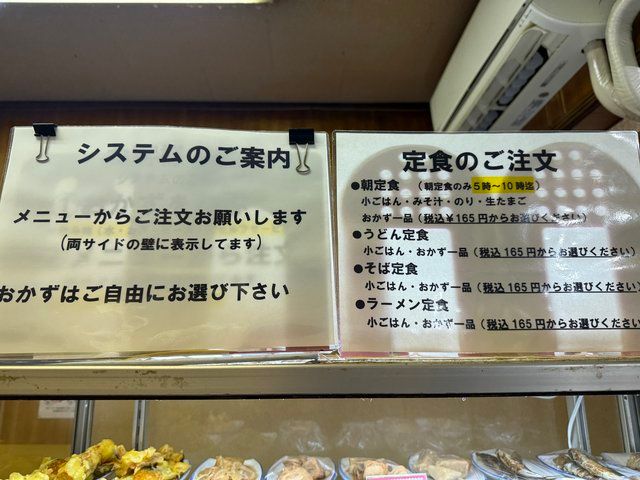 システムのご案内
メニューからご注文お願いします
（両サイドの壁に表示してます）
おかずはご自由にお選び下さい
定食のご注文
●朝定食　（朝定食のみ５時～10時迄）
小ごはん・みそ汁・のり・生たまご
おかず一品（税込￥165円からお選びください）
●うどん定食
小ごはん・おかず一品（税込165円からお選びください）
●そば定食
小ごはん・おかず一品（税込165円からお選びください）
●ラーメン定食
小ごはん・おかず一品（税込165円からお選びください）